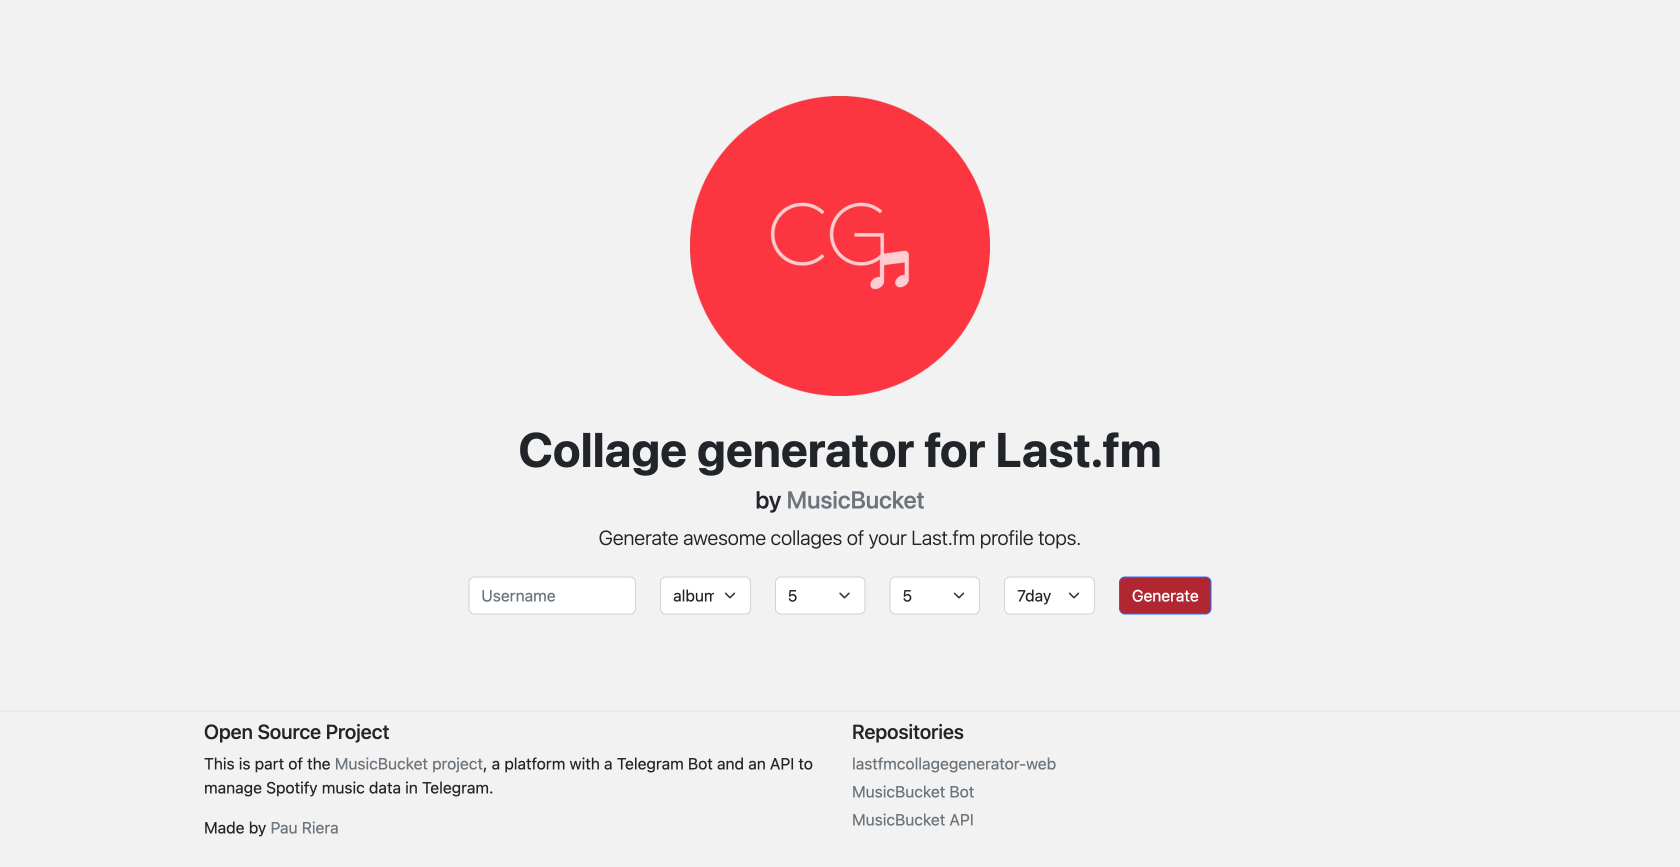 CG
Collage generator for Last.fm
by MusicBucket
Generate awesome collages of your Last.fm profile tops.
Username album 5 5 7day Generate
Open Source Project
This is part of the MusicBucket project, a platform with a Telegram Bot and an API to
manage Spotify music data in Telegram.
Made by Pau Riera
Repositories
lastfmcollagegenerator-web
MusicBucket Bot
MusicBucket API